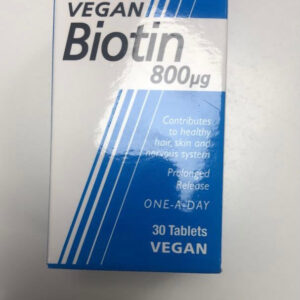 VEGAN
Biotin
800µg
Contributes
to healthy
hair, skin and
nervous system
Prolonged
Release
ONE-A-DAY
30 Tablets
VEGAN